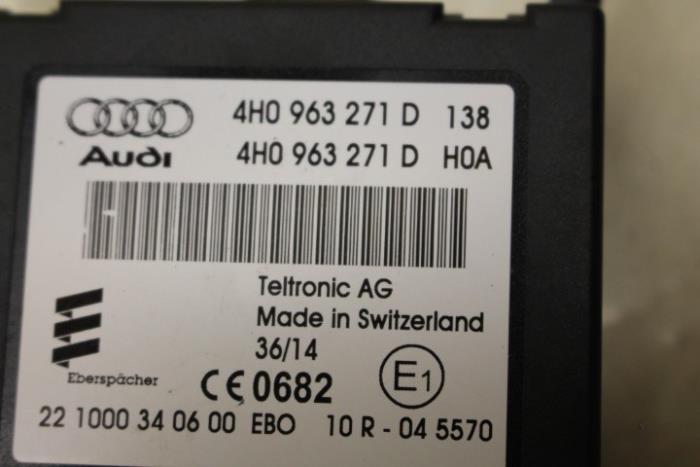 4H0 963 271 D 138
Audi 4H0 963 271 D H0A
Teltronic AG
Made in Switzerland
36/14
Eberspächer
CE 0682 E1
22 1000 34 06 00 EBO 10 R - 04 5570